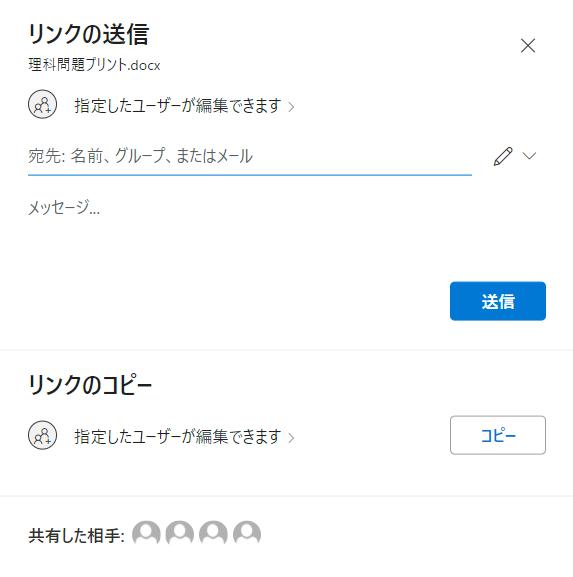 リンクの送信
理科問題プリント.docx
指定したユーザーが編集できます
宛先: 名前、グループ、またはメール
メッセージ...
送信
リンクのコピー
指定したユーザーが編集できます
コピー
共有した相手: